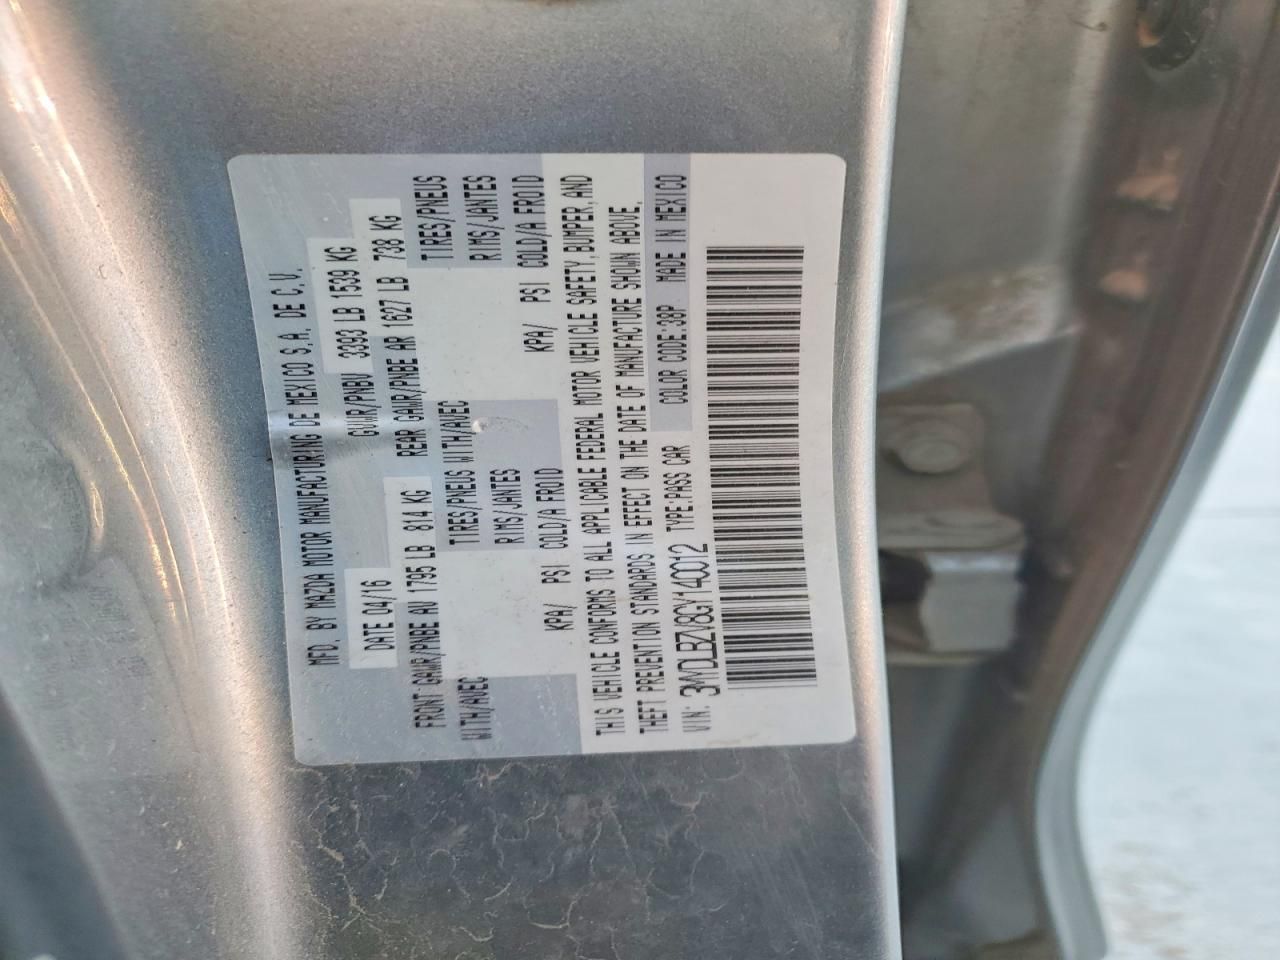 MFD. BY MAZDA MOTOR MANUFACTURING DE MEXICO S.A. DE C.V.
DATE 04/16 GVWR/PNBV 3393 LB 1539 KG
FRONT GAWR/PNBE AV 1795 LB 814 KG REAR GAWR/PNBE AR 1627 LB 738 KG
WITH/AVEC TIRES/PNEUS WITH/AVEC TIRES/PNEUS
RIMS/JANTES RIMS/JANTES
KPA/ PSI COLD/A FROID KPA/ PSI COLD/A FROID
THIS VEHICLE CONFORMS TO ALL APPLICABLE FEDERAL MOTOR VEHICLE SAFETY, BUMPER, AND
THEFT PREVENTION STANDARDS IN EFFECT ON THE DATE OF MANUFACTURE SHOWN ABOVE.
VIN: 3MYDLBZV8GY140012 TYPE:PASS CAR COLOR CODE:38P MADE IN MEXICO